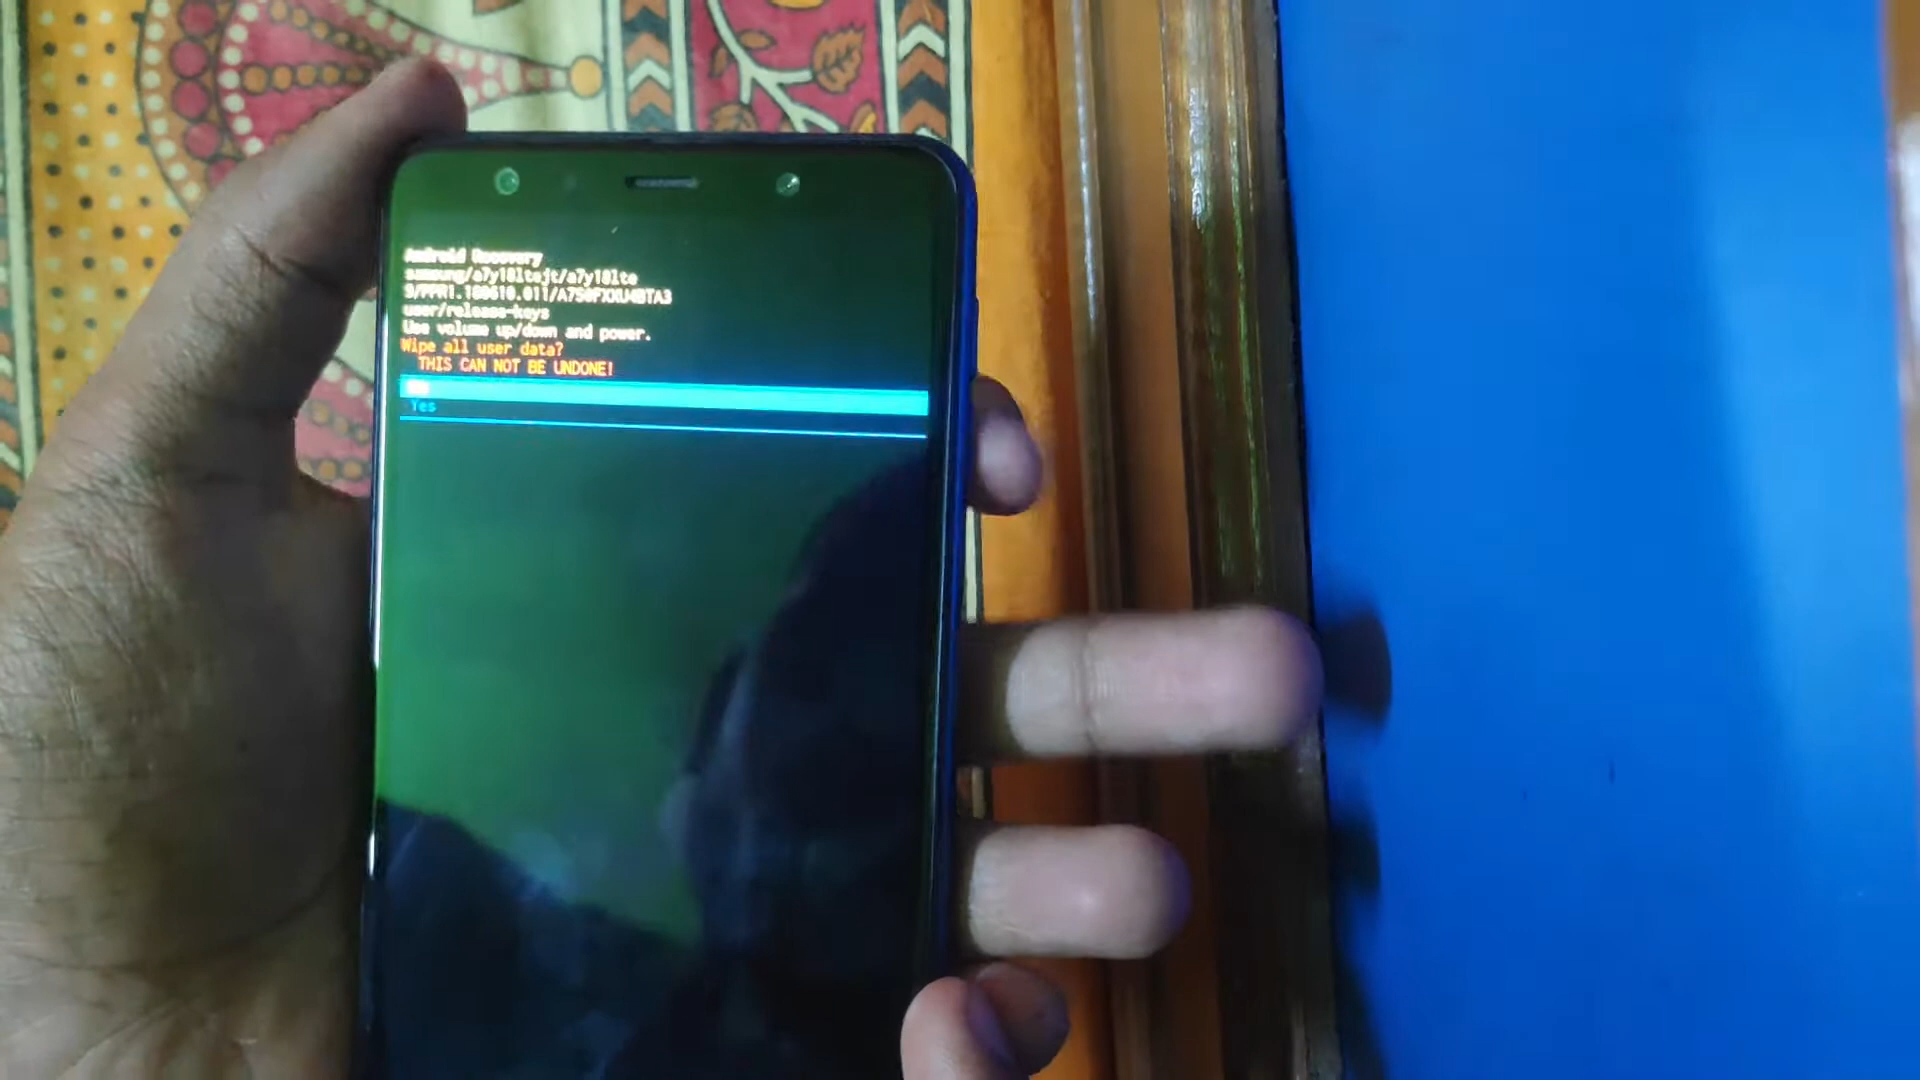 Android Recovery
samsung/a7y18ltejt/a7y18lte
9/PPR1.180610.011/A750FXXU4BTA3
user/release-keys
Use volume up/down and power.
Wipe all user data?
THIS CAN NOT BE UNDONE!
Yes